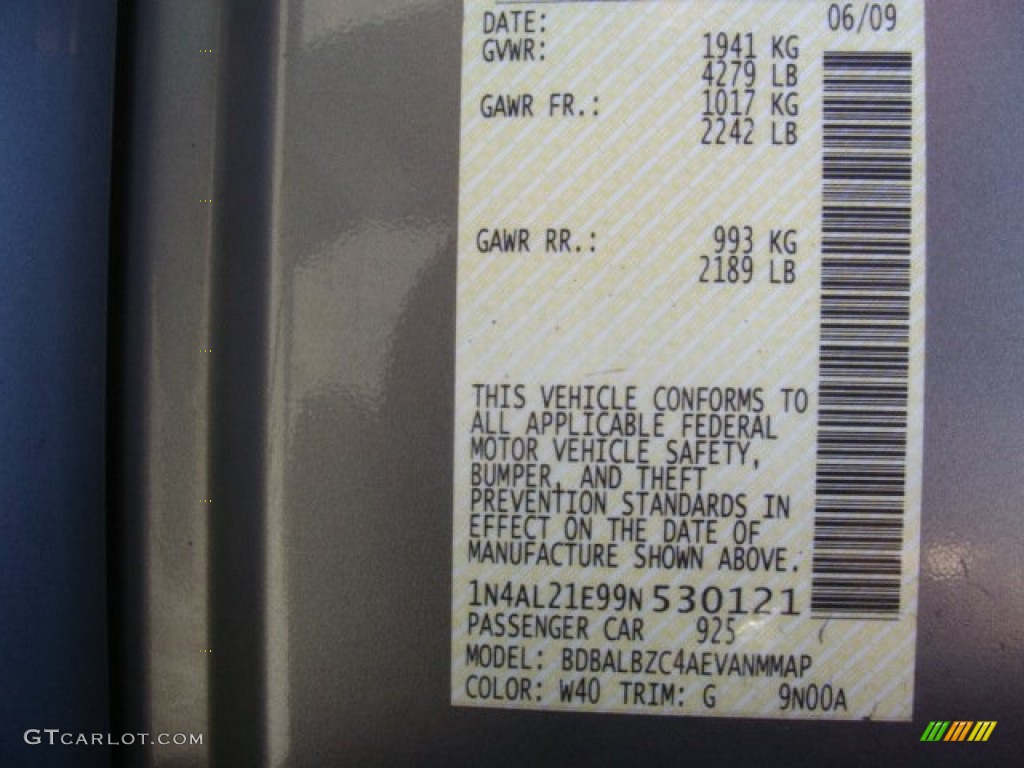 DATE: 06/09
GVWR: 1941 KG
4279 LB
GAWR FR.: 1017 KG
2242 LB
GAWR RR.: 993 KG
2189 LB
THIS VEHICLE CONFORMS TO
ALL APPLICABLE FEDERAL
MOTOR VEHICLE SAFETY,
BUMPER, AND THEFT
PREVENTION STANDARDS IN
EFFECT ON THE DATE OF
MANUFACTURE SHOWN ABOVE.
1N4AL21E99N530121
PASSENGER CAR 925
MODEL: BDBALBZC4AEVANMMAP
COLOR: W40 TRIM: G 9N00A
GTcarlot.com